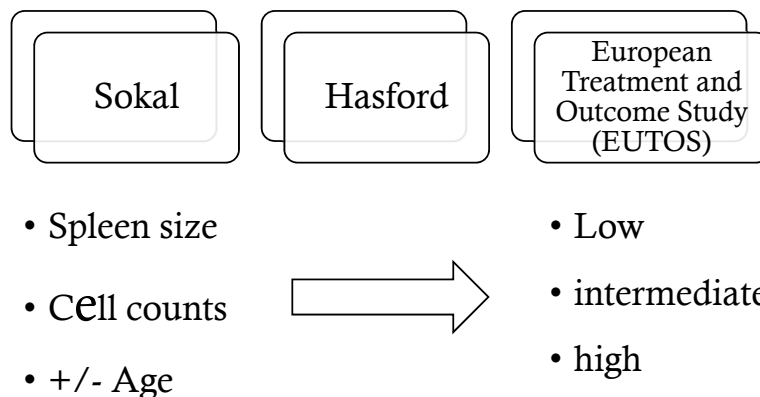 Sokal
Hasford
European
Treatment and
Outcome Study
(EUTOS)
• Spleen size
• Cell counts
• +/- Age
• Low
• intermediate
• high